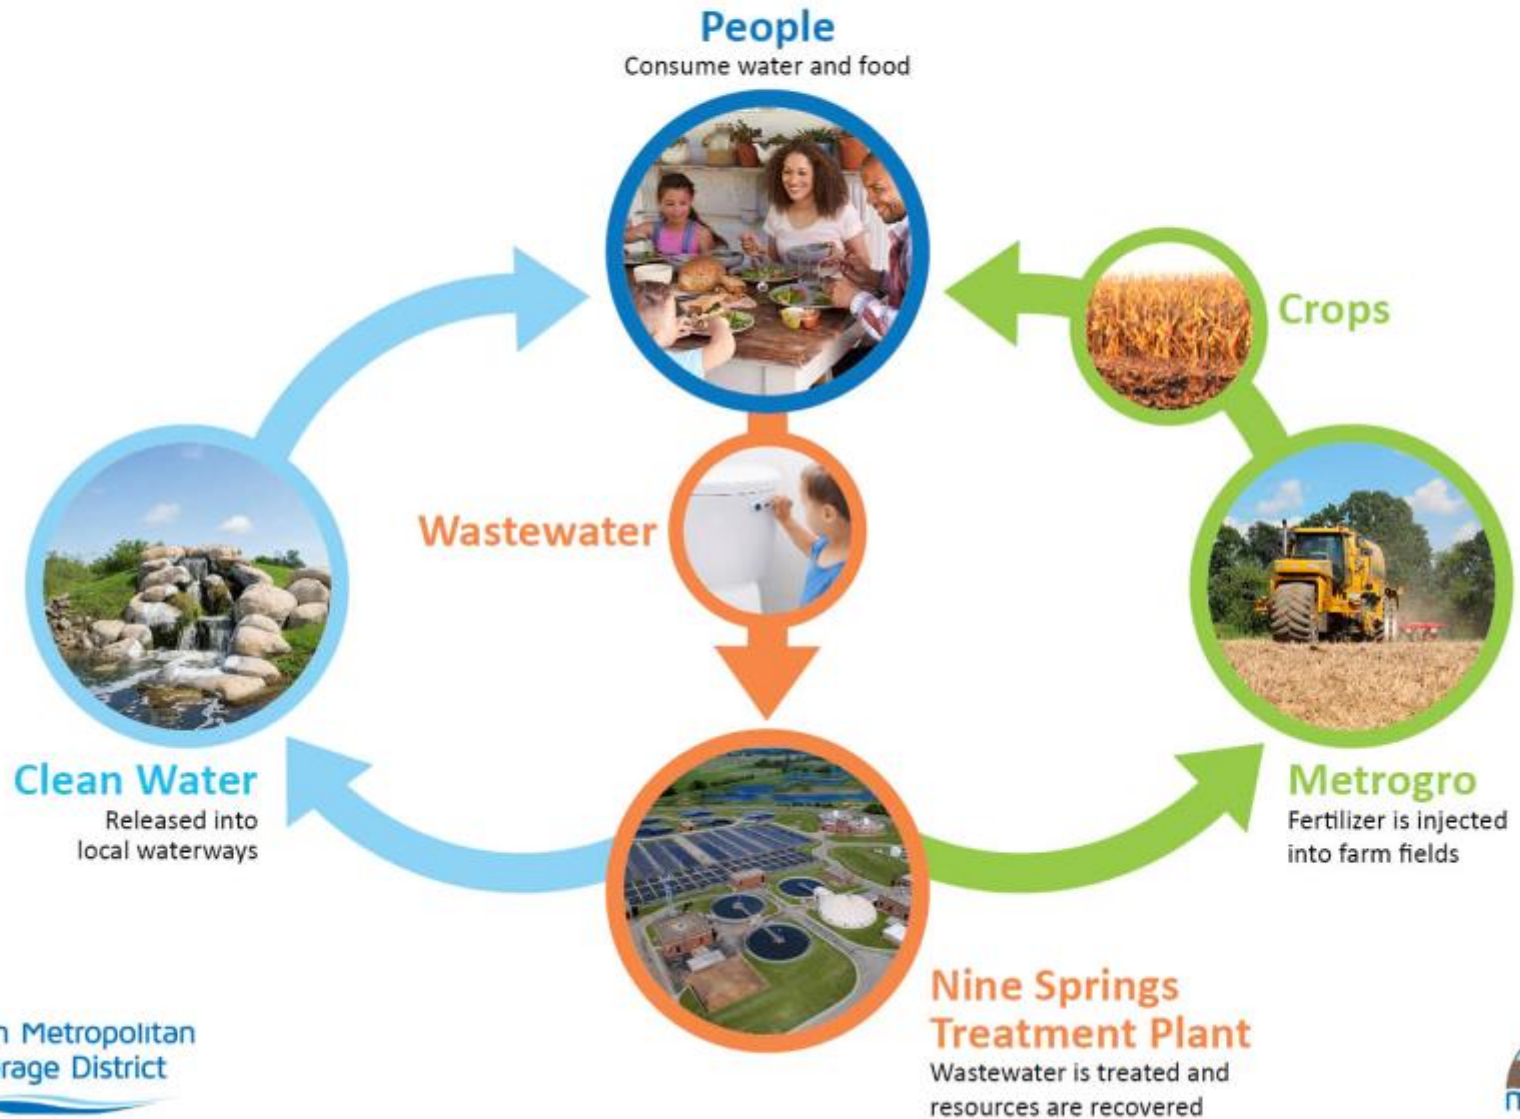 People
Consume water and food
Crops
Wastewater
Clean Water
Released into
local waterways
Metrogro
Fertilizer is injected
into farm fields
Nine Springs
Treatment Plant
Wastewater is treated and
resources are recovered
Metropolitan
District